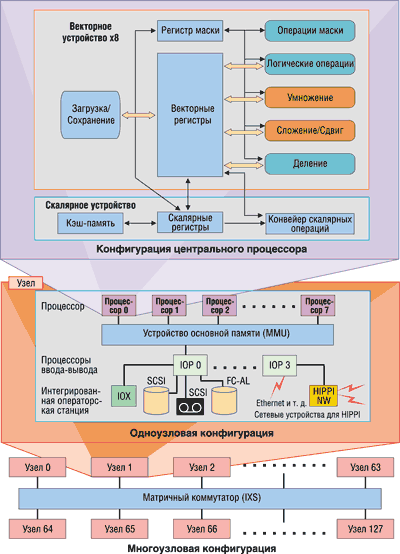 Векторное
устройство x8
Регистр маски
Операции маски
Логические операции
Загрузка/
Сохранение
Векторные
регистры
Умножение
Сложение/Сдвиг
Деление
Скалярное устройство
Кэш-память
Скалярные
регистры
Конвейер скалярных
операций
Конфигурация центрального процессора
Узел
Процессор
Процес-
сор 0
Процес-
сор 1
Процес-
сор 2
Процес-
сор 7
Устройство основной памяти (MMU)
Процессоры
ввода-вывода
IOP 0
IOP 3
Интегрирован-
ная оператор-
ская станция
IOX
SCSI
SCSI
FC-AL
Ethernet и т. д.
HIPPI
NW
Сетевые устройства для HIPPI
Одноузловая конфигурация
Узел 0
Узел 1
Узел 2
Узел 63
Матричный коммутатор (IXS)
Узел 64
Узел 65
Узел 66
Узел 127
Многоузловая конфигурация